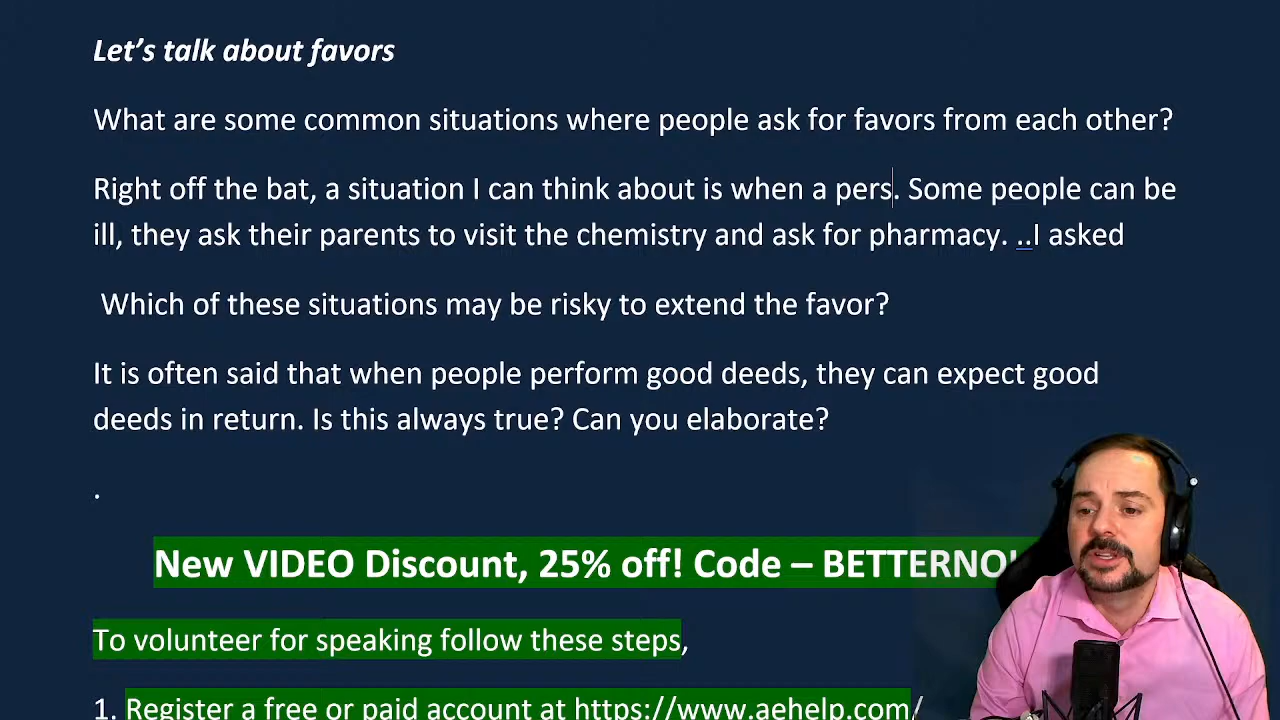 Let's talk about favors
What are some common situations where people ask for favors from each other?
Right off the bat, a situation I can think about is when a pers. Some people can be
ill, they ask their parents to visit the chemistry and ask for pharmacy. ..I asked
Which of these situations may be risky to extend the favor?
It is often said that when people perform good deeds, they can expect good
deeds in return. Is this always true? Can you elaborate?
.
New VIDEO Discount, 25% off! Code –
To volunteer for speaking follow these steps,
1. Register a free or paid account at https://www.aehelp.com/